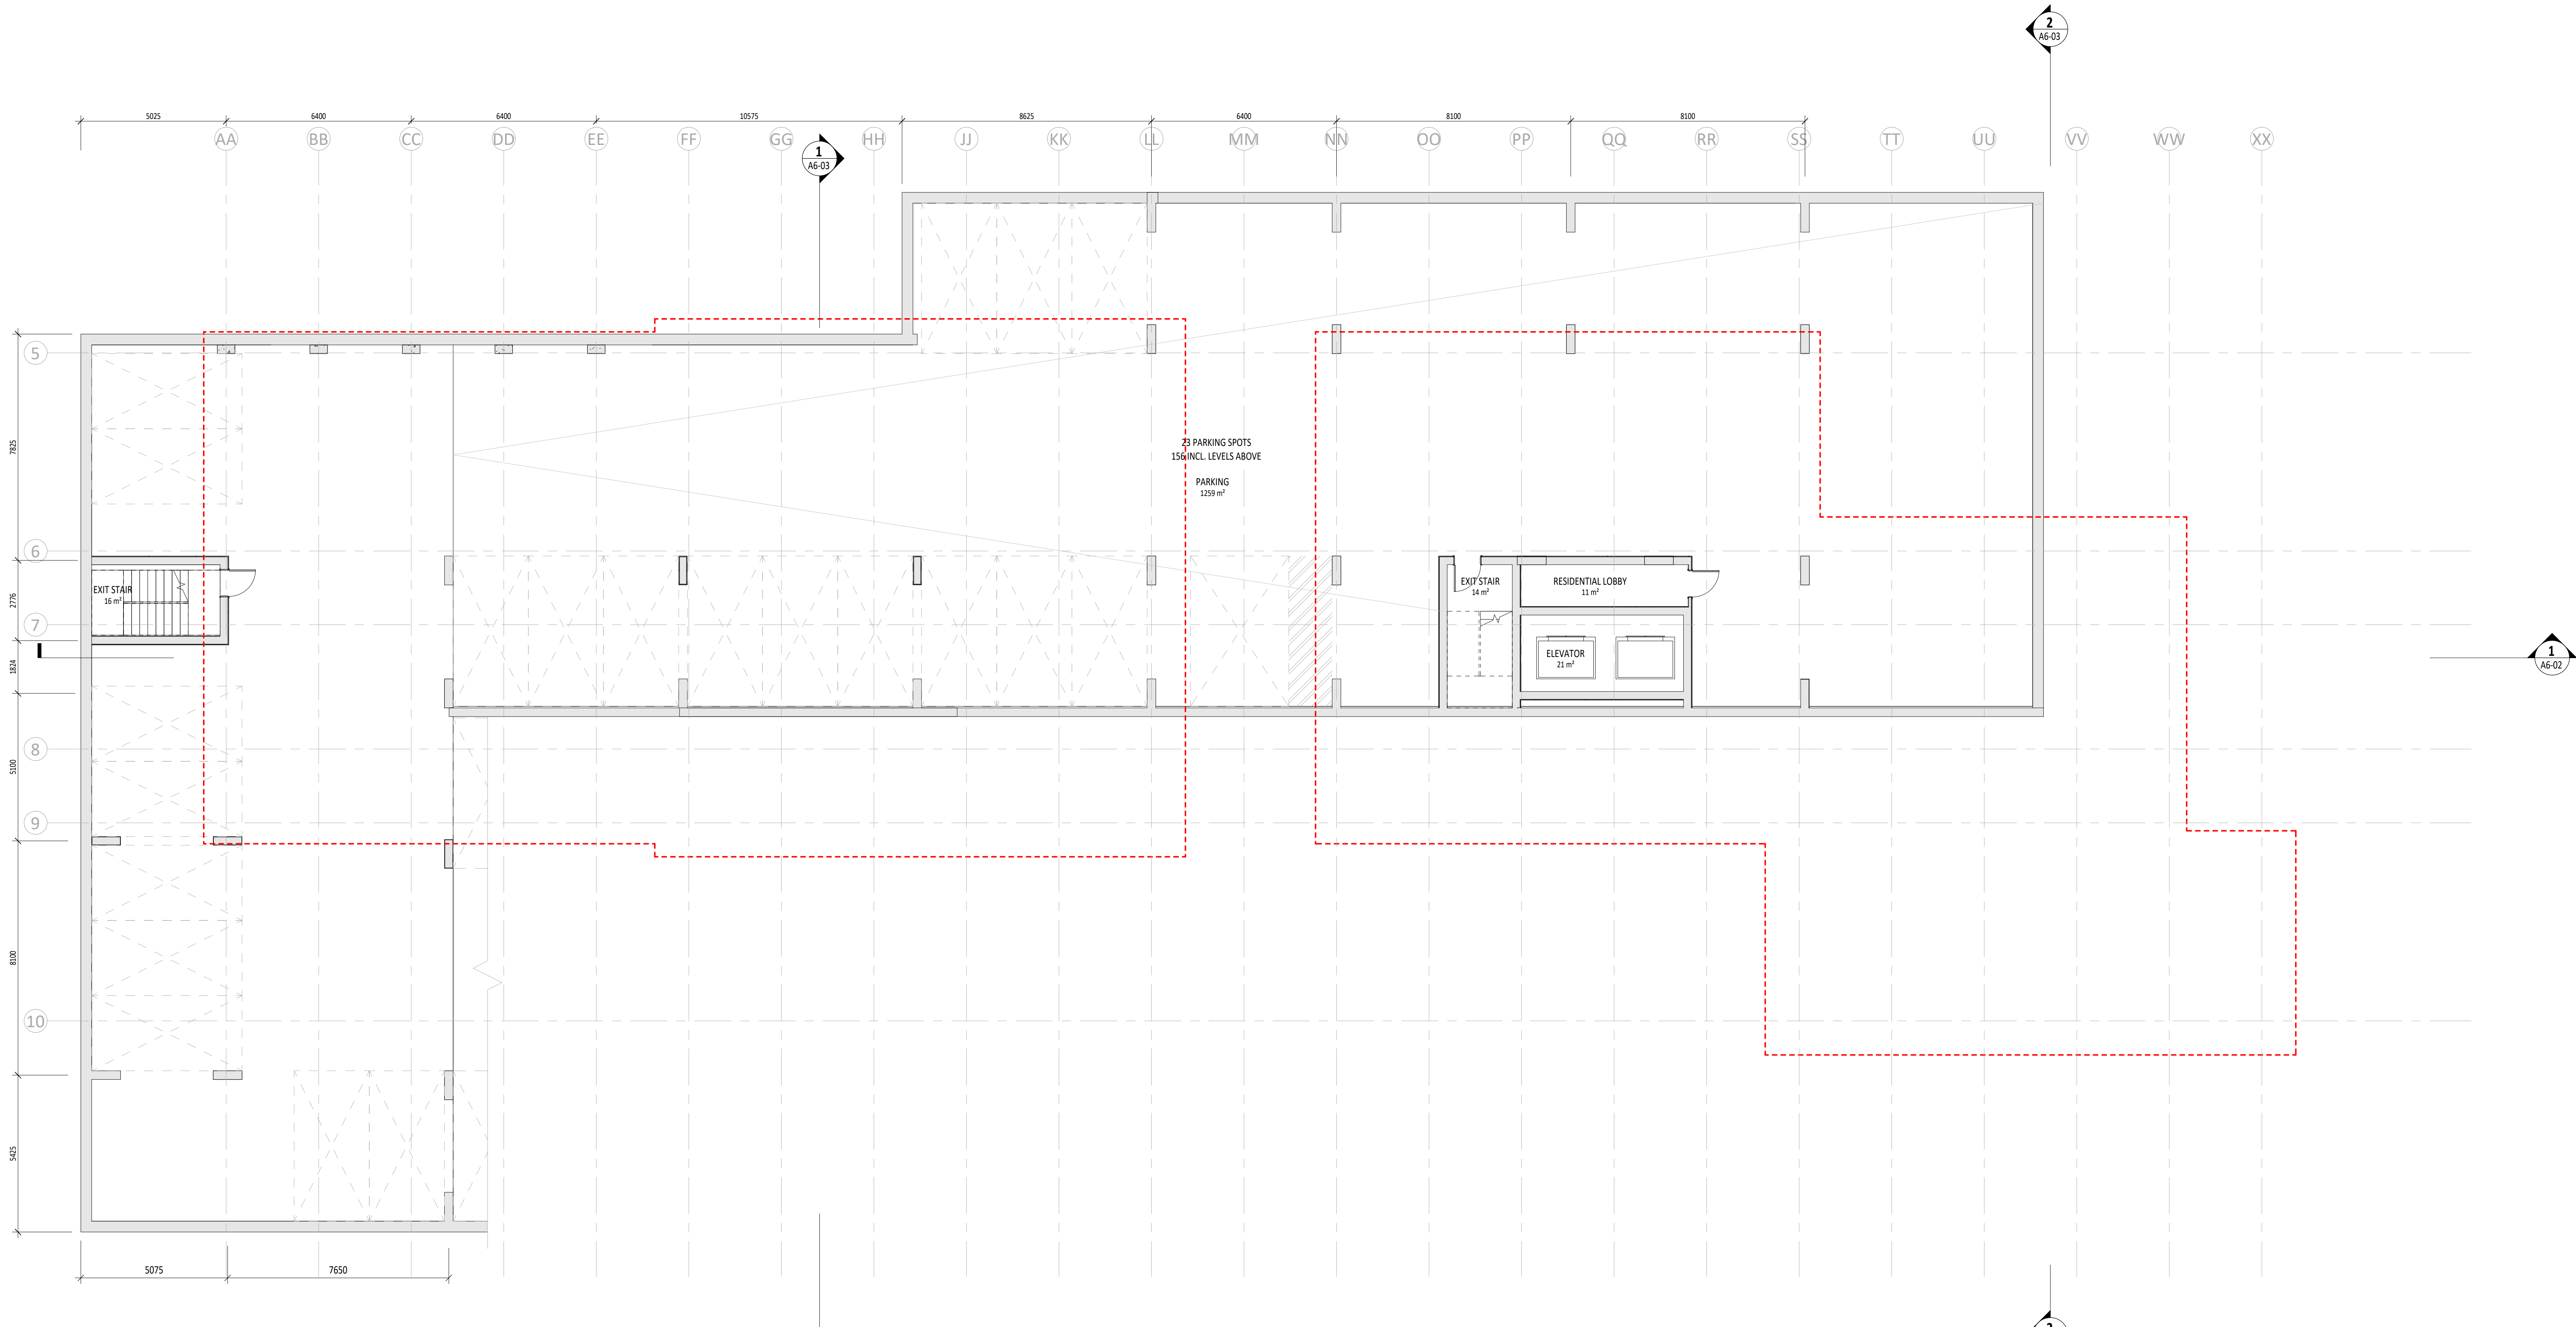 2
A6-03
5025
6400
6400
10575
8625
6400
8100
8100
AA
BB
CC
DD
EE
FF
GG
HH
JJ
KK
LL
MM
NN
OO
PP
QQ
RR
SS
TT
UU
VV
WW
XX
1
A6-03
5
7825
23 PARKING SPOTS
156 INCL. LEVELS ABOVE
PARKING
1259 m²
6
EXIT STAIR
16 m²
2776
EXIT STAIR
14 m²
RESIDENTIAL LOBBY
11 m²
7
1824
ELEVATOR
21 m²
1
A6-02
8
5100
9
8100
10
5425
5075
7650